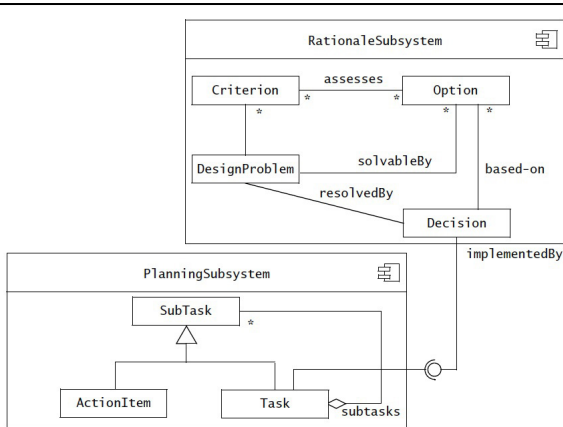 RationaleSubsystem
assesses
Criterion
Option
*
*
*
*
*
DesignProblem
solvableBy
based-on
resolvedBy
Decision
implementedBy
PlanningSubsystem
SubTask
*
ActionItem
Task
subtasks